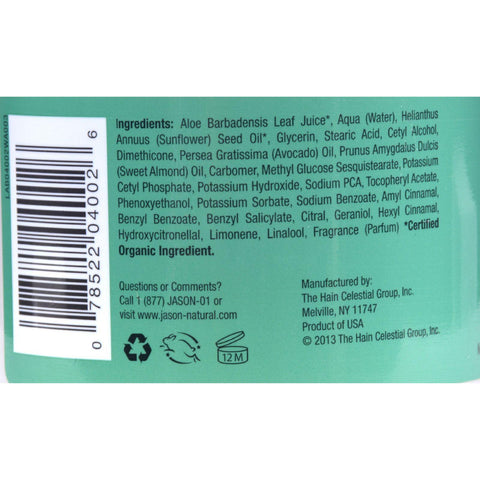 Ingredients: Aloe Barbadensis Leaf Juice*, Aqua (Water), Helianthus
Annuus (Sunflower) Seed Oil*, Glycerin, Stearic Acid, Cetyl Alcohol,
Dimethicone, Persea Gratissima (Avocado) Oil, Prunus Amygdalus Dulcis
(Sweet Almond) Oil, Carbomer, Methyl Glucose Sesquistearate, Potassium
Cetyl Phosphate, Potassium Hydroxide, Sodium PCA, Tocopheryl Acetate,
Phenoxyethanol, Potassium Sorbate, Sodium Benzoate, Amyl Cinnamal,
Benzyl Benzoate, Benzyl Salicylate, Citral, Geraniol, Hexyl Cinnamal,
Hydroxycitronellal, Limonene, Linalool, Fragrance (Parfum) *Certified
Organic Ingredient.
Questions or Comments?
Call 1 (877) JASON-01 or
visit www.jason-natural.com
Manufactured by:
The Hain Celestial Group, Inc.
Melville, NY 11747
Product of USA
© 2013 The Hain Celestial Group, Inc.
12M
0 78522 04002 6
LAB04002WA003